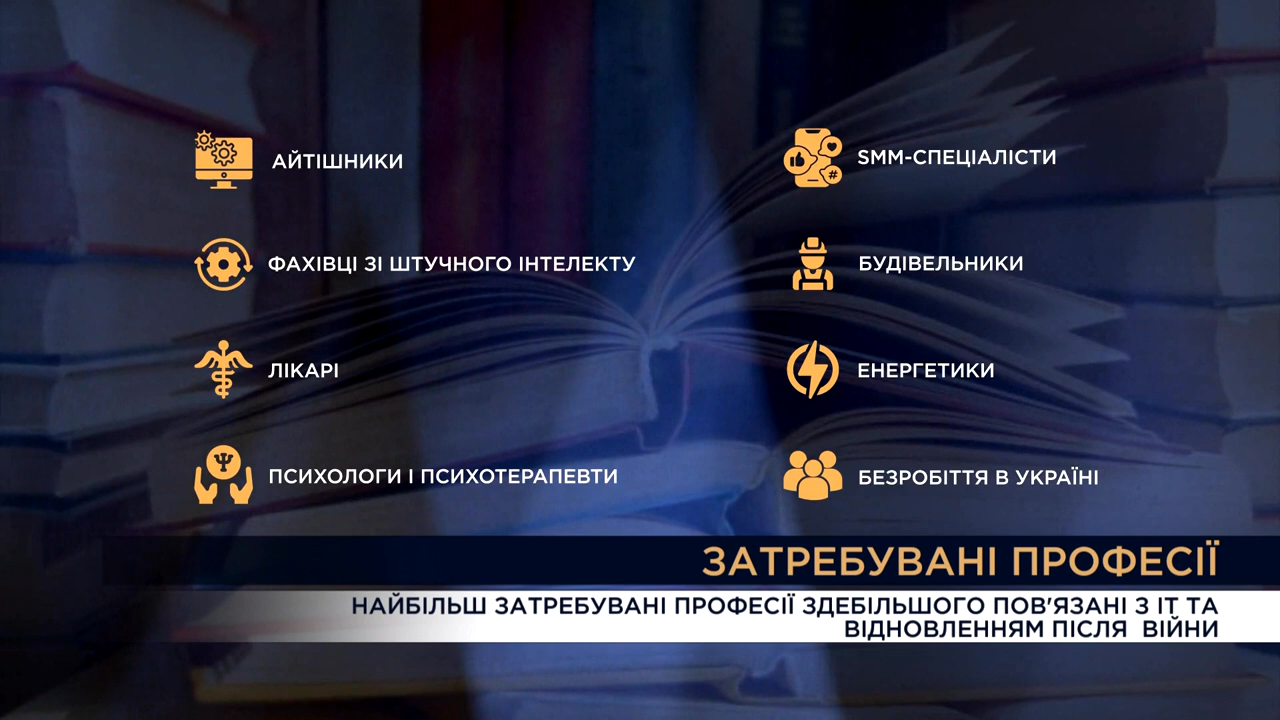 АЙТІШНИКИ
ФАХІВЦІ ЗІ ШТУЧНОГО ІНТЕЛЕКТУ
ЛІКАРІ
ПСИХОЛОГИ І ПСИХОТЕРАПЕВТИ
SMM-СПЕЦІАЛІСТИ
БУДІВЕЛЬНИКИ
ЕНЕРГЕТИКИ
БЕЗРОБІТТЯ В УКРАЇНІ
ЗАТРЕБУВАНІ ПРОФЕСІЇ
НАЙБІЛЬШ ЗАТРЕБУВАНІ ПРОФЕСІЇ ЗДЕБІЛЬШОГО ПОВ'ЯЗАНІ З ІТ ТА
ВІДНОВЛЕННЯМ ПІСЛЯ ВІЙНИ